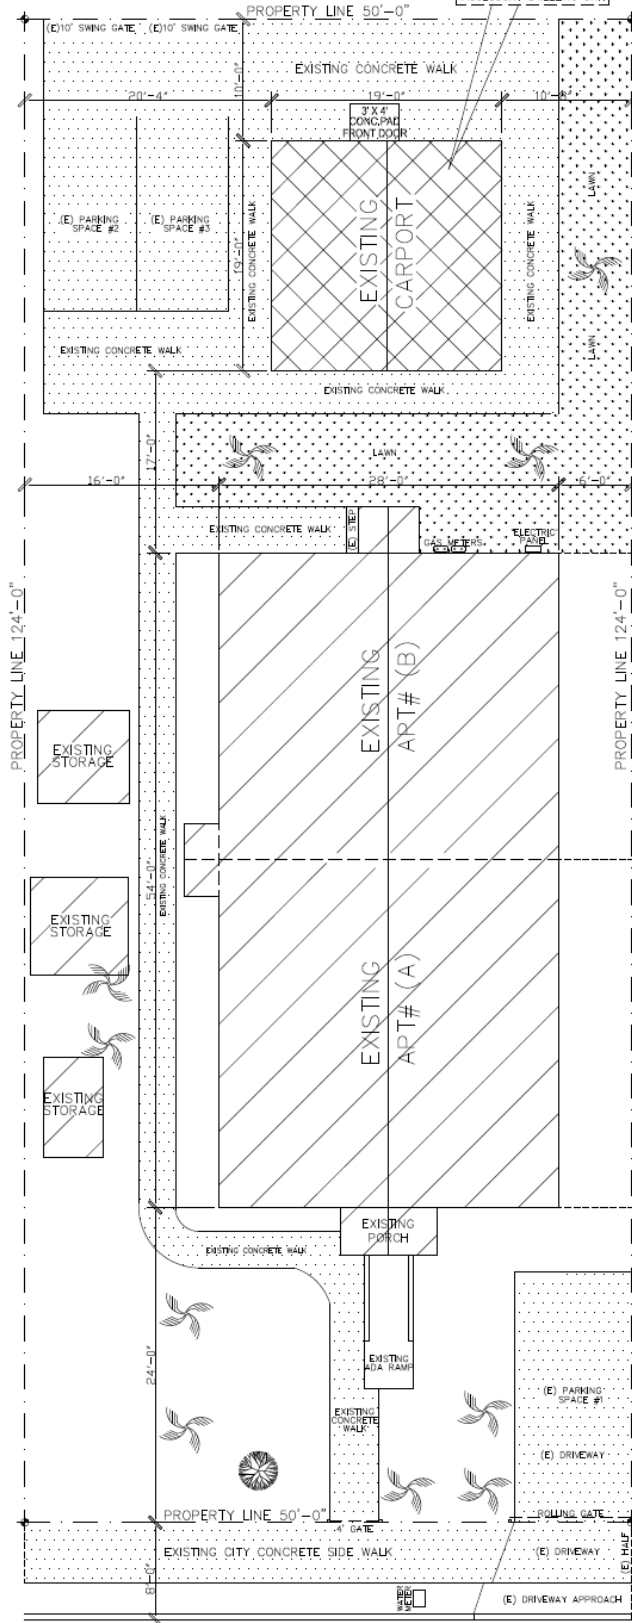 PROPERTY LINE 50'-0"
(E)10' SWING GATE
(E)10' SWING GATE
EXISTING CONCRETE WALK
20'-4"
10'-0"
19'-0"
10'-8"
3' X 4'
CONC.PAD
FRONT DOOR
(E) PARKING
SPACE #2
(E) PARKING
SPACE #3
EXISTING CONCRETE WALK
19'-0"
EXISTING
CARPORT
EXISTING CONCRETE WALK
LAWN
LAWN
EXISTING CONCRETE WALK
EXISTING CONCRETE WALK
17'-0"
LAWN
16'-0"
28'-0"
6'-0"
EXISTING CONCRETE WALK
(E) STEP
GAS METERS
ELECTRIC
PANEL
PROPERTY LINE 124'-0"
PROPERTY LINE 124'-0"
EXISTING
APT# (B)
EXISTING
STORAGE
EXISTING CONCRETE WALK
54'-0"
EXISTING
STORAGE
EXISTING
APT# (A)
EXISTING
STORAGE
EXISTING
PORCH
EXISTING CONCRETE WALK
24'-0"
EXISTING
ADA RAMP
(E) PARKING
SPACE #1
EXISTING
CONCRETE
WALK
(E) DRIVEWAY
PROPERTY LINE 50'-0"
4' GATE
ROLLING GATE
EXISTING CITY CONCRETE SIDE WALK
(E) DRIVEWAY
(E) HALF
8'-0"
WATER
METER
(E) DRIVEWAY APPROACH